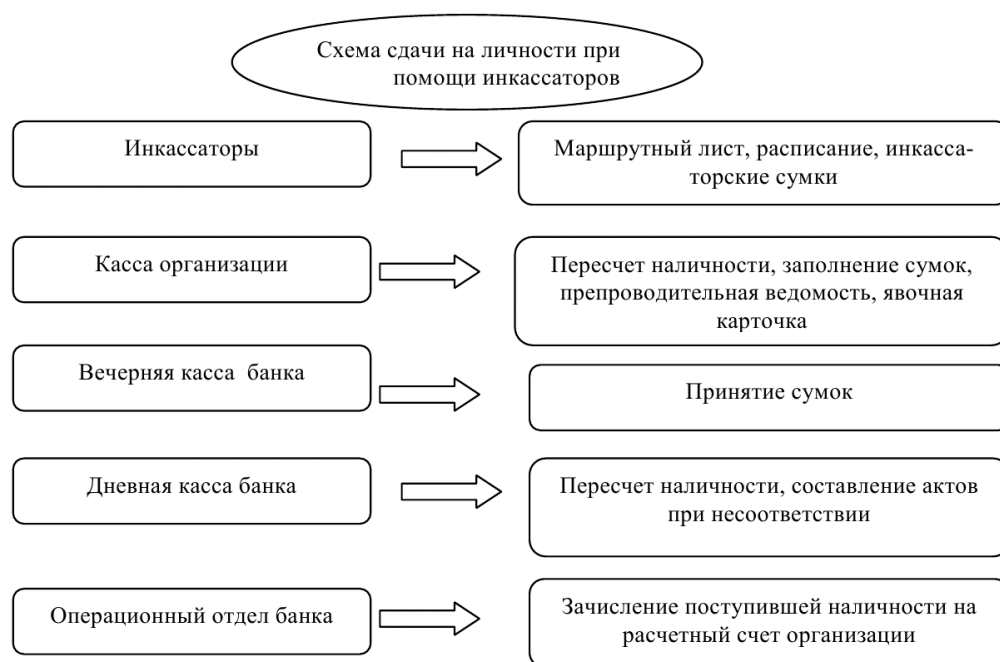 Схема сдачи на личности при
помощи инкассаторов
Инкассаторы
Маршрутный лист, расписание, инкасса-
торские сумки
Касса организации
Пересчет наличности, заполнение сумок,
препроводительная ведомость, явочная
карточка
Вечерняя касса банка
Принятие сумок
Дневная касса банка
Пересчет наличности, составление актов
при несоответствии
Операционный отдел банка
Зачисление поступившей наличности на
расчетный счет организации